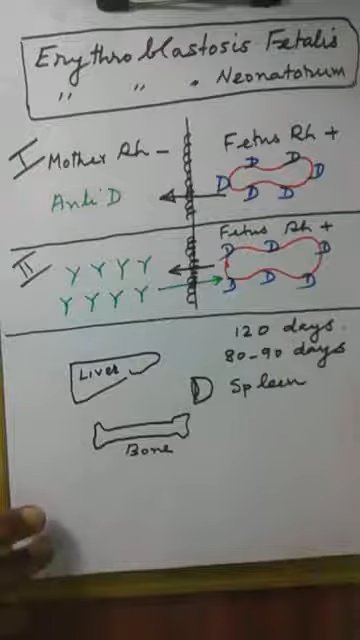 Erythroblastosis Fetalis
" " . Neonatorum
I Mother Rh -
Fetus Rh +
D D D D D D
Anti D
II Fetus Rh +
D D D D D D
Y Y Y Y
Y Y Y Y
120 days
80-90 days
Liver
Spleen
Bone